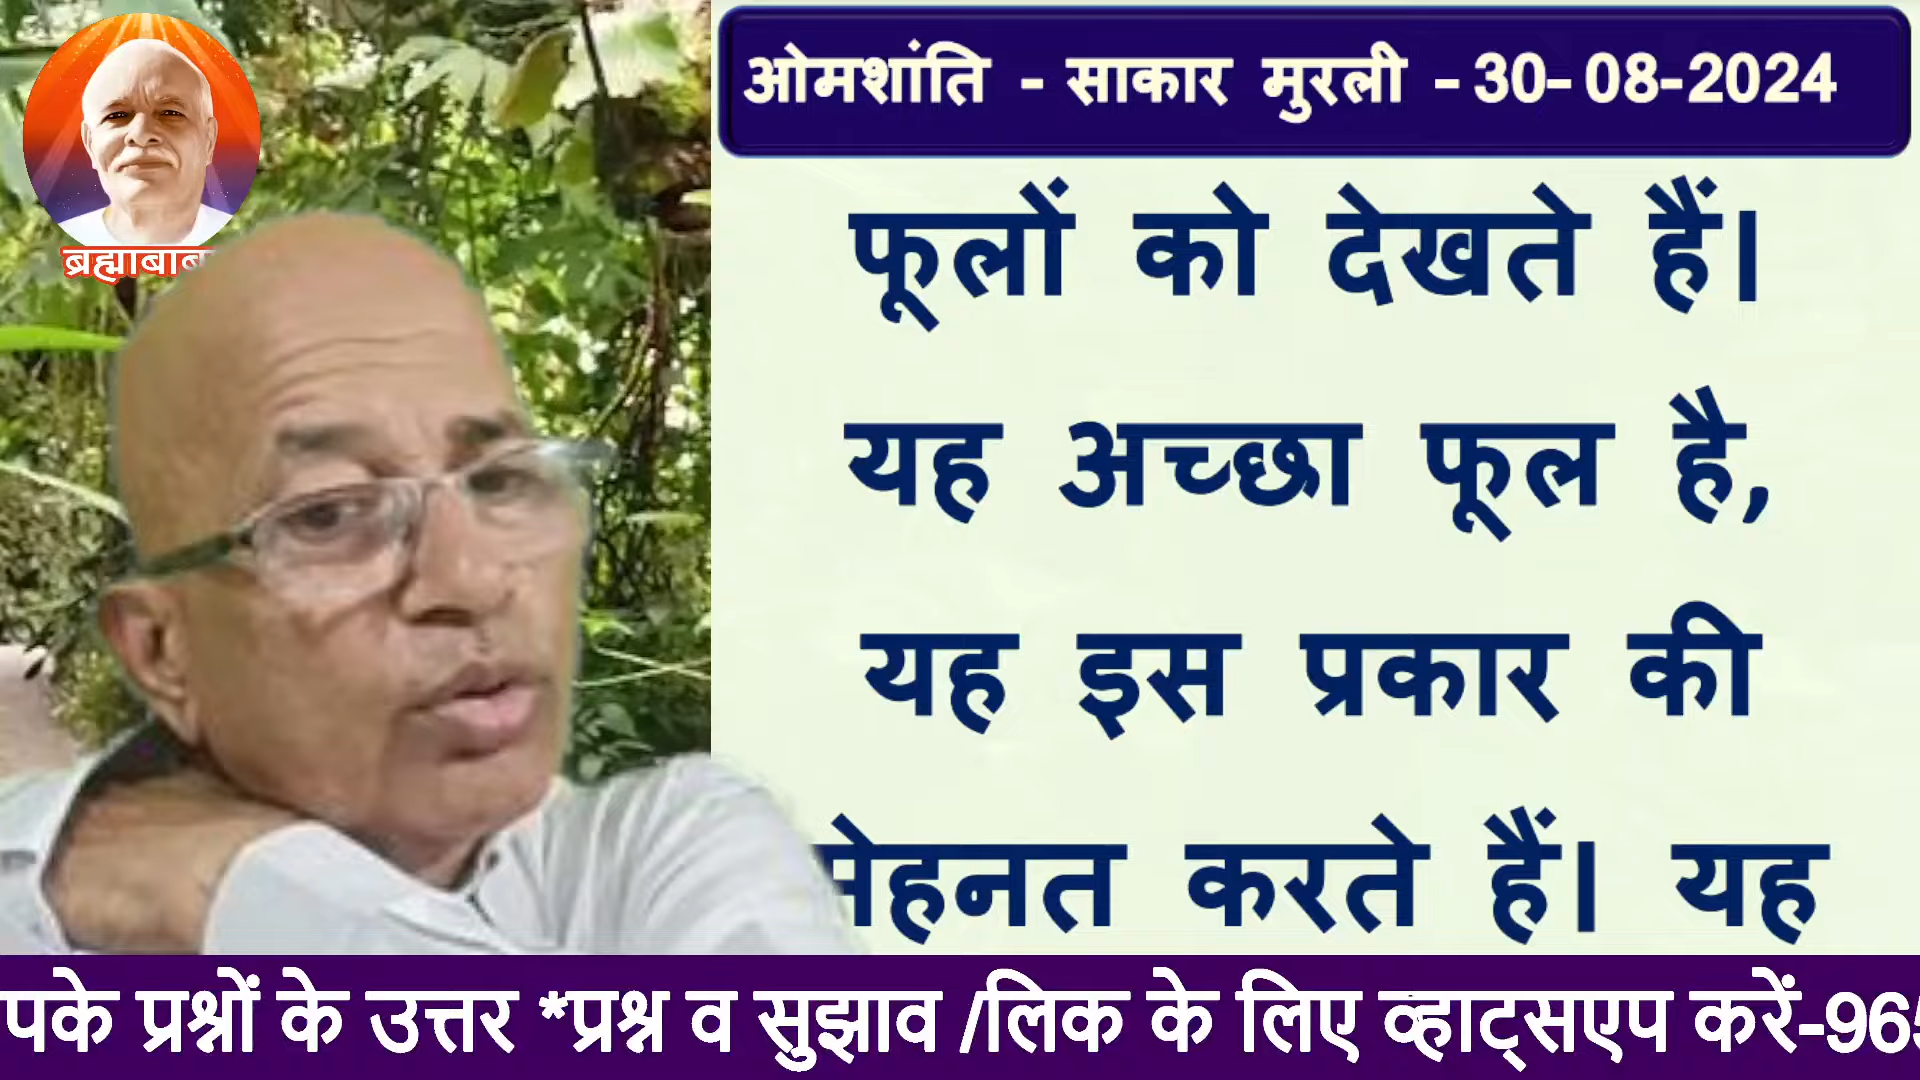 ओमशांति - साकार मुरली - 30-08-2024
ब्रह्माबाब
फूलों को देखते हैं।
यह अच्छा फूल है,
यह इस प्रकार की
मेहनत करते हैं। यह
पके प्रश्नों के उत्तर *प्रश्न व सुझाव /लिक के लिए व्हाट्सएप करें-965